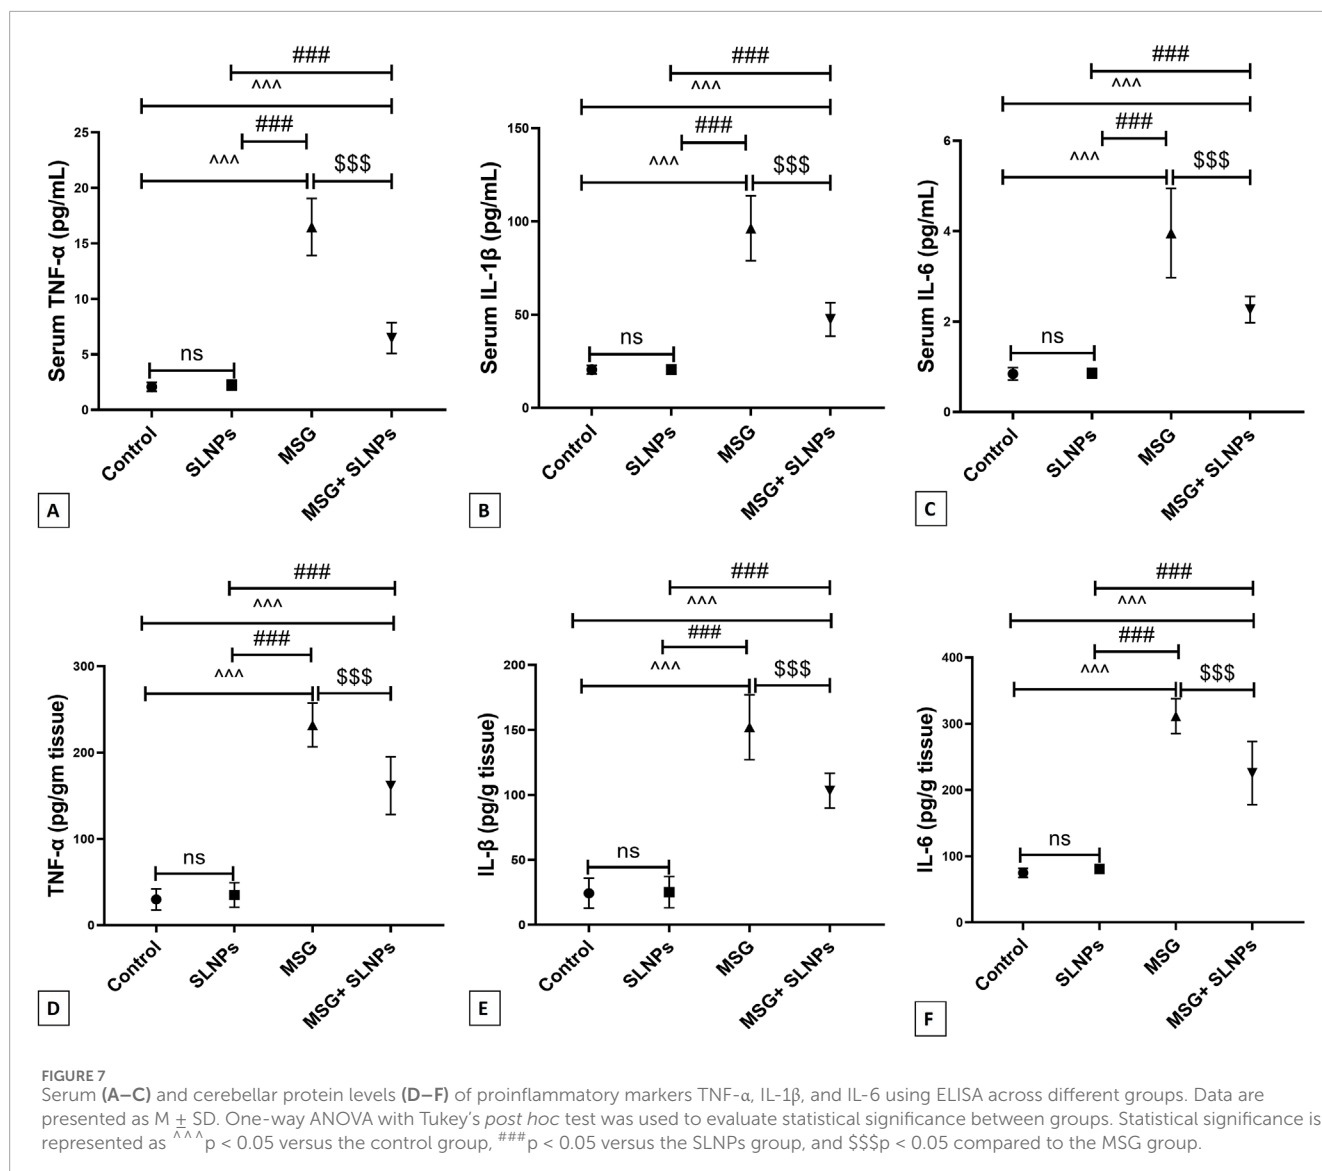 ###
^^^
###
^^^
$$$
ns
Serum TNF-α (pg/mL)
25
20
15
10
5
0
Control
SLNPs
MSG
MSG+ SLNPs
A
###
^^^
###
^^^
$$$
ns
Serum IL-1β (pg/mL)
150
100
50
0
Control
SLNPs
MSG
MSG+ SLNPs
B
###
^^^
###
^^^
$$$
ns
Serum IL-6 (pg/mL)
6
4
2
0
Control
SLNPs
MSG
MSG+ SLNPs
C
###
^^^
###
^^^
$$$
ns
TNF-α (pg/gm tissue)
300
200
100
0
Control
SLNPs
MSG
MSG+ SLNPs
D
###
^^^
###
^^^
$$$
ns
IL-β (pg/g tissue)
200
150
100
50
0
Control
SLNPs
MSG
MSG+ SLNPs
E
###
^^^
###
^^^
$$$
ns
IL-6 (pg/g tissue)
400
300
200
100
0
Control
SLNPs
MSG
MSG+ SLNPs
F
FIGURE 7
Serum (A–C) and cerebellar protein levels (D–F) of proinflammatory markers TNF-α, IL-1β, and IL-6 using ELISA across different groups. Data are
presented as M ± SD. One-way ANOVA with Tukey's post hoc test was used to evaluate statistical significance between groups. Statistical significance is
represented as ^^^p < 0.05 versus the control group, ###p < 0.05 versus the SLNPs group, and $$$p < 0.05 compared to the MSG group.